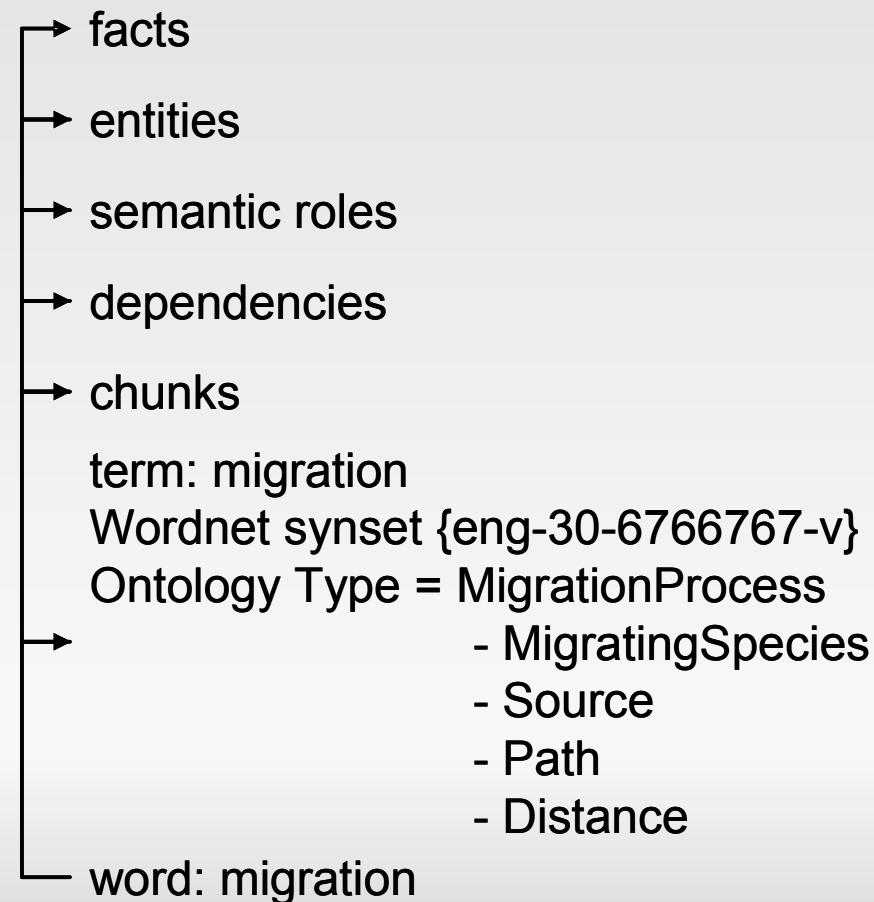 facts
entities
semantic roles
dependencies
chunks
term: migration
Wordnet synset {eng-30-6766767-v}
Ontology Type = MigrationProcess
- MigratingSpecies
- Source
- Path
- Distance
word: migration